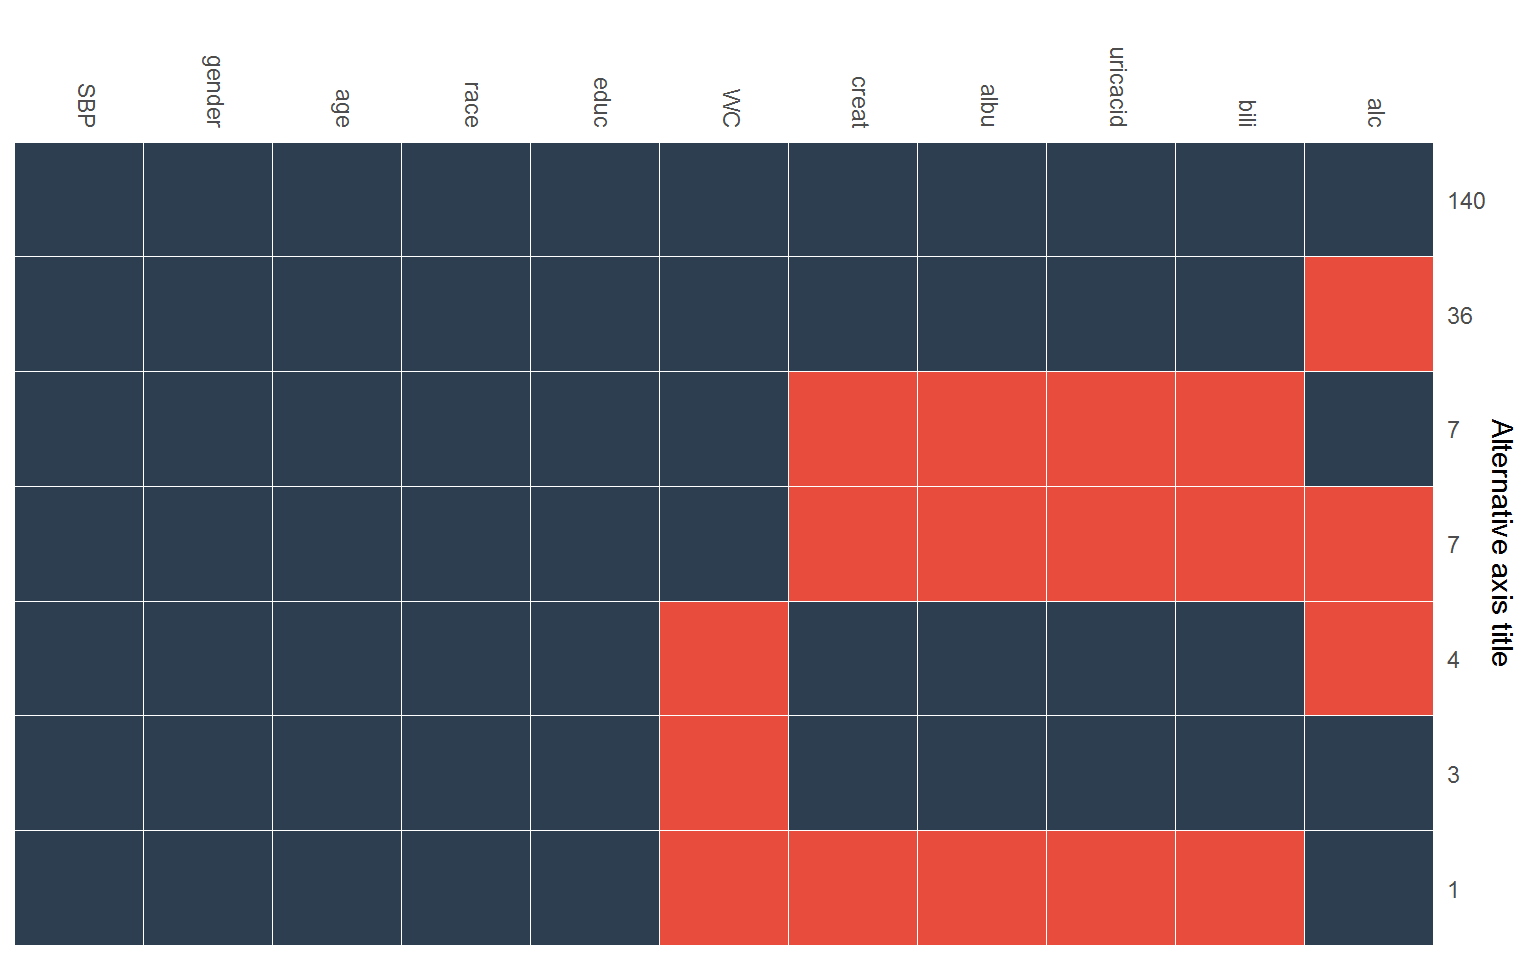 SBP
gender
age
race
educ
WC
creat
albu
uricacid
bili
alc
140
36
7
7
4
3
1
Alternative axis title